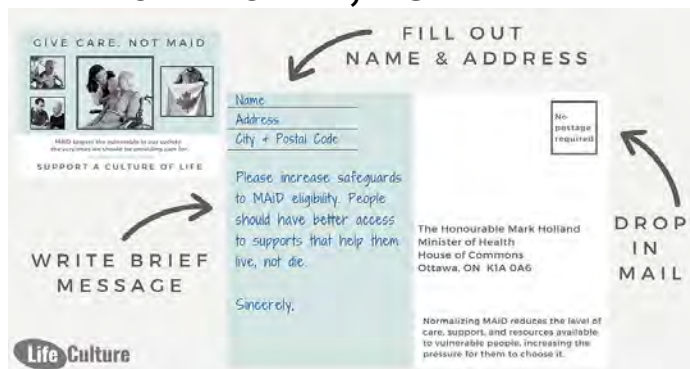 GIVE CARE, NOT MAID
SUPPORT A CULTURE OF LIFE
FILL OUT
NAME & ADDRESS
Name
Address
City + Postal Code
Please increase safeguards
to MAiD eligibility. People
should have better access
to supports that help them
live, not die.
Sincerely,
WRITE BRIEF
MESSAGE
No
postage
required
The Honourable Mark Holland
Minister of Health
House of Commons
Ottawa, ON K1A 0A6
Normalizing MAiD reduces the level of
care, support, and resources available
to vulnerable people, increasing the
pressure for them to choose it.
DROP
IN
MAIL
Life Culture